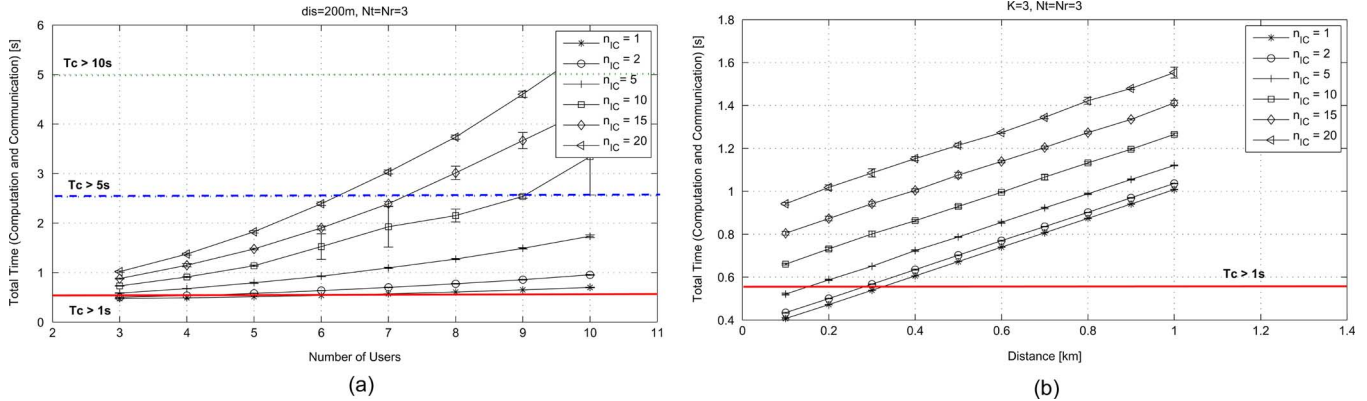 dis=200m, Nt=Nr=3
Total Time (Computation and Communication) [s]
6
5
4
3
2
1
0
Tc > 10s
Tc > 5s
Tc > 1s
n_IC = 1
n_IC = 2
n_IC = 5
n_IC = 10
n_IC = 15
n_IC = 20
2 3 4 5 6 7 8 9 10 11
Number of Users
(a)
K=3, Nt=Nr=3
Total Time (Computation and Communication) [s]
1.8
1.6
1.4
1.2
1.0
0.8
0.6
0.4
n_IC = 1
n_IC = 2
n_IC = 5
n_IC = 10
n_IC = 15
n_IC = 20
Tc > 1s
0 0.2 0.4 0.6 0.8 1 1.2 1.4
Distance [km]
(b)